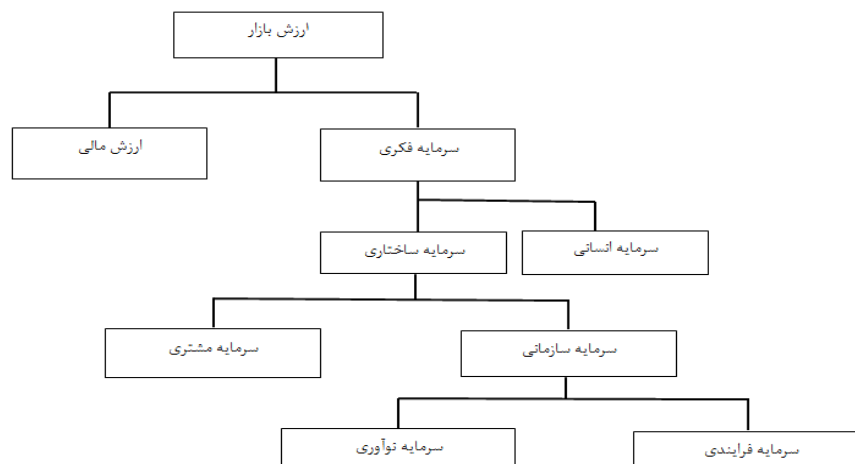 ارزش بازار
ارزش مالی
سرمایه فکری
سرمایه ساختاری
سرمایه انسانی
سرمایه مشتری
سرمایه سازمانی
سرمایه نوآوری
سرمایه فرایندی